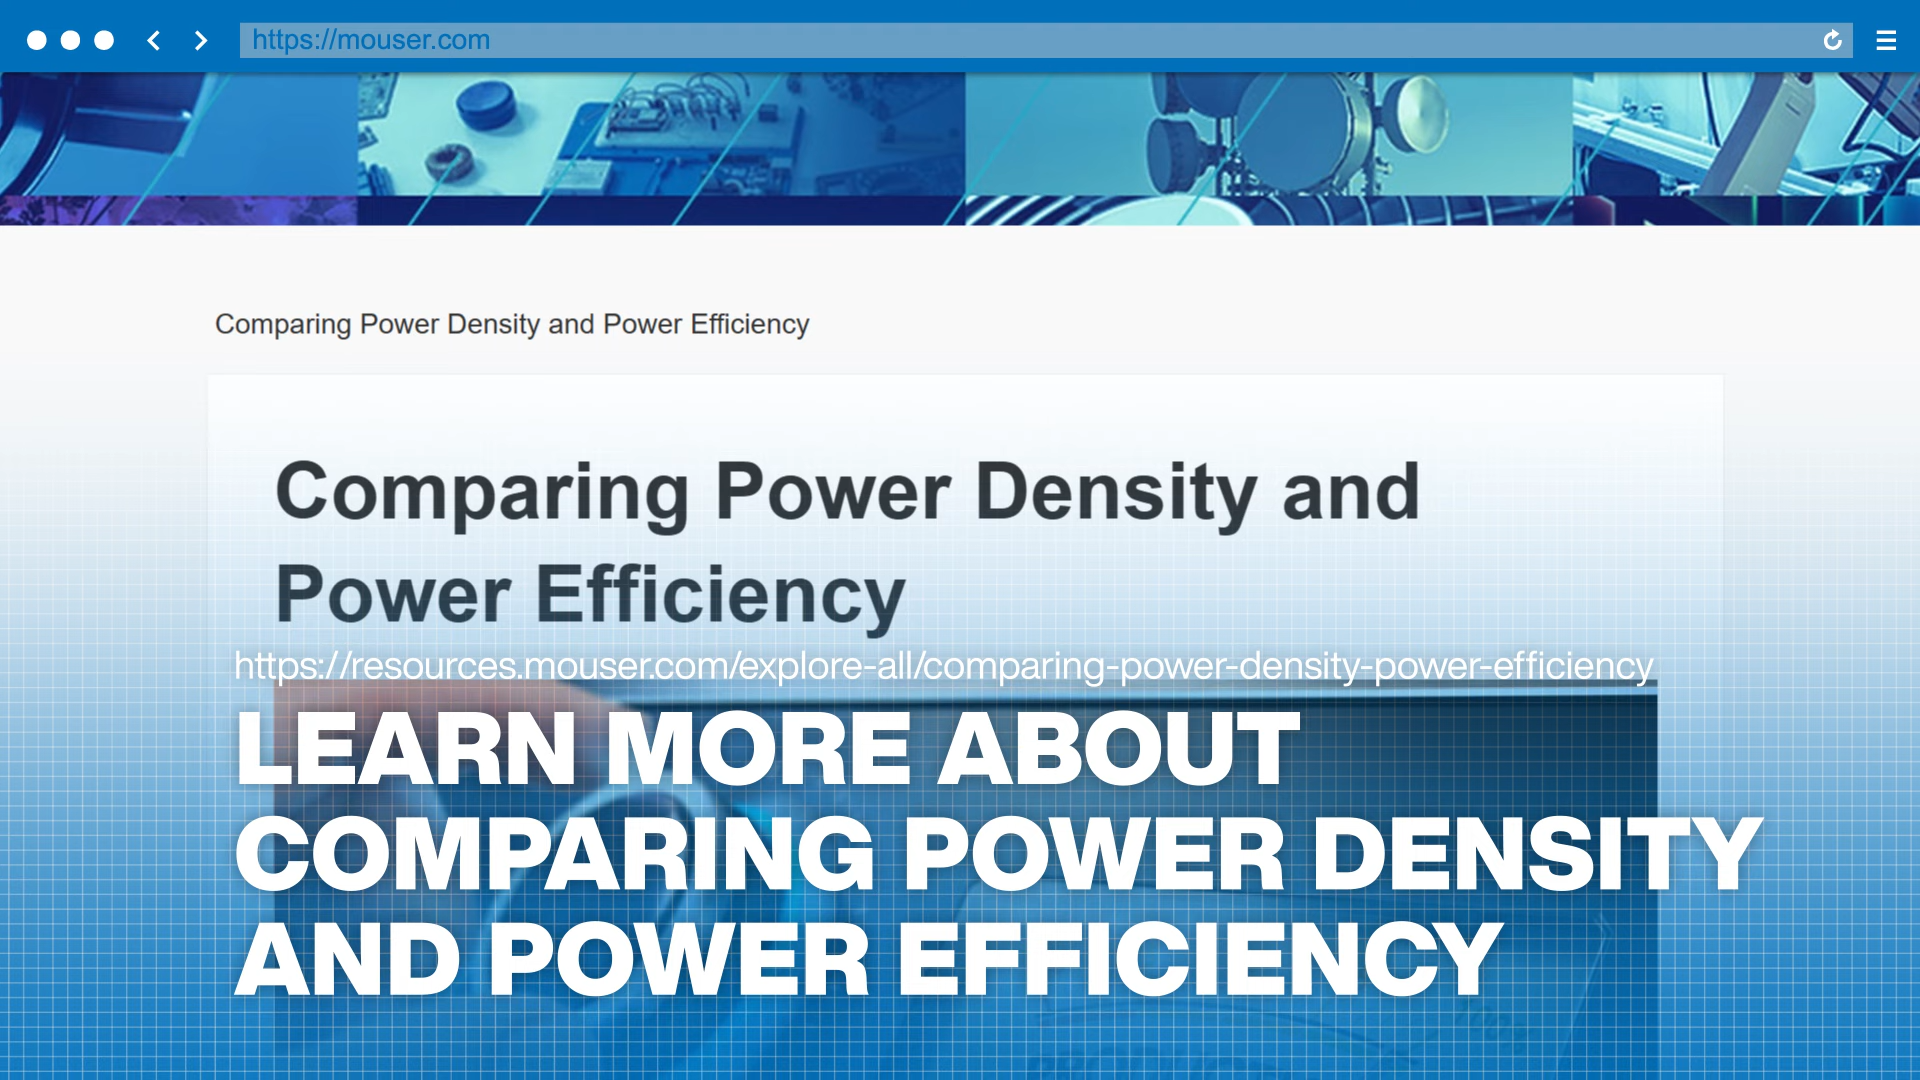 https://mouser.com
Comparing Power Density and Power Efficiency
Comparing Power Density and
Power Efficiency
https://resources.mouser.com/explore-all/comparing-power-density-power-efficiency
LEARN MORE ABOUT
COMPARING POWER DENSITY
AND POWER EFFICIENCY